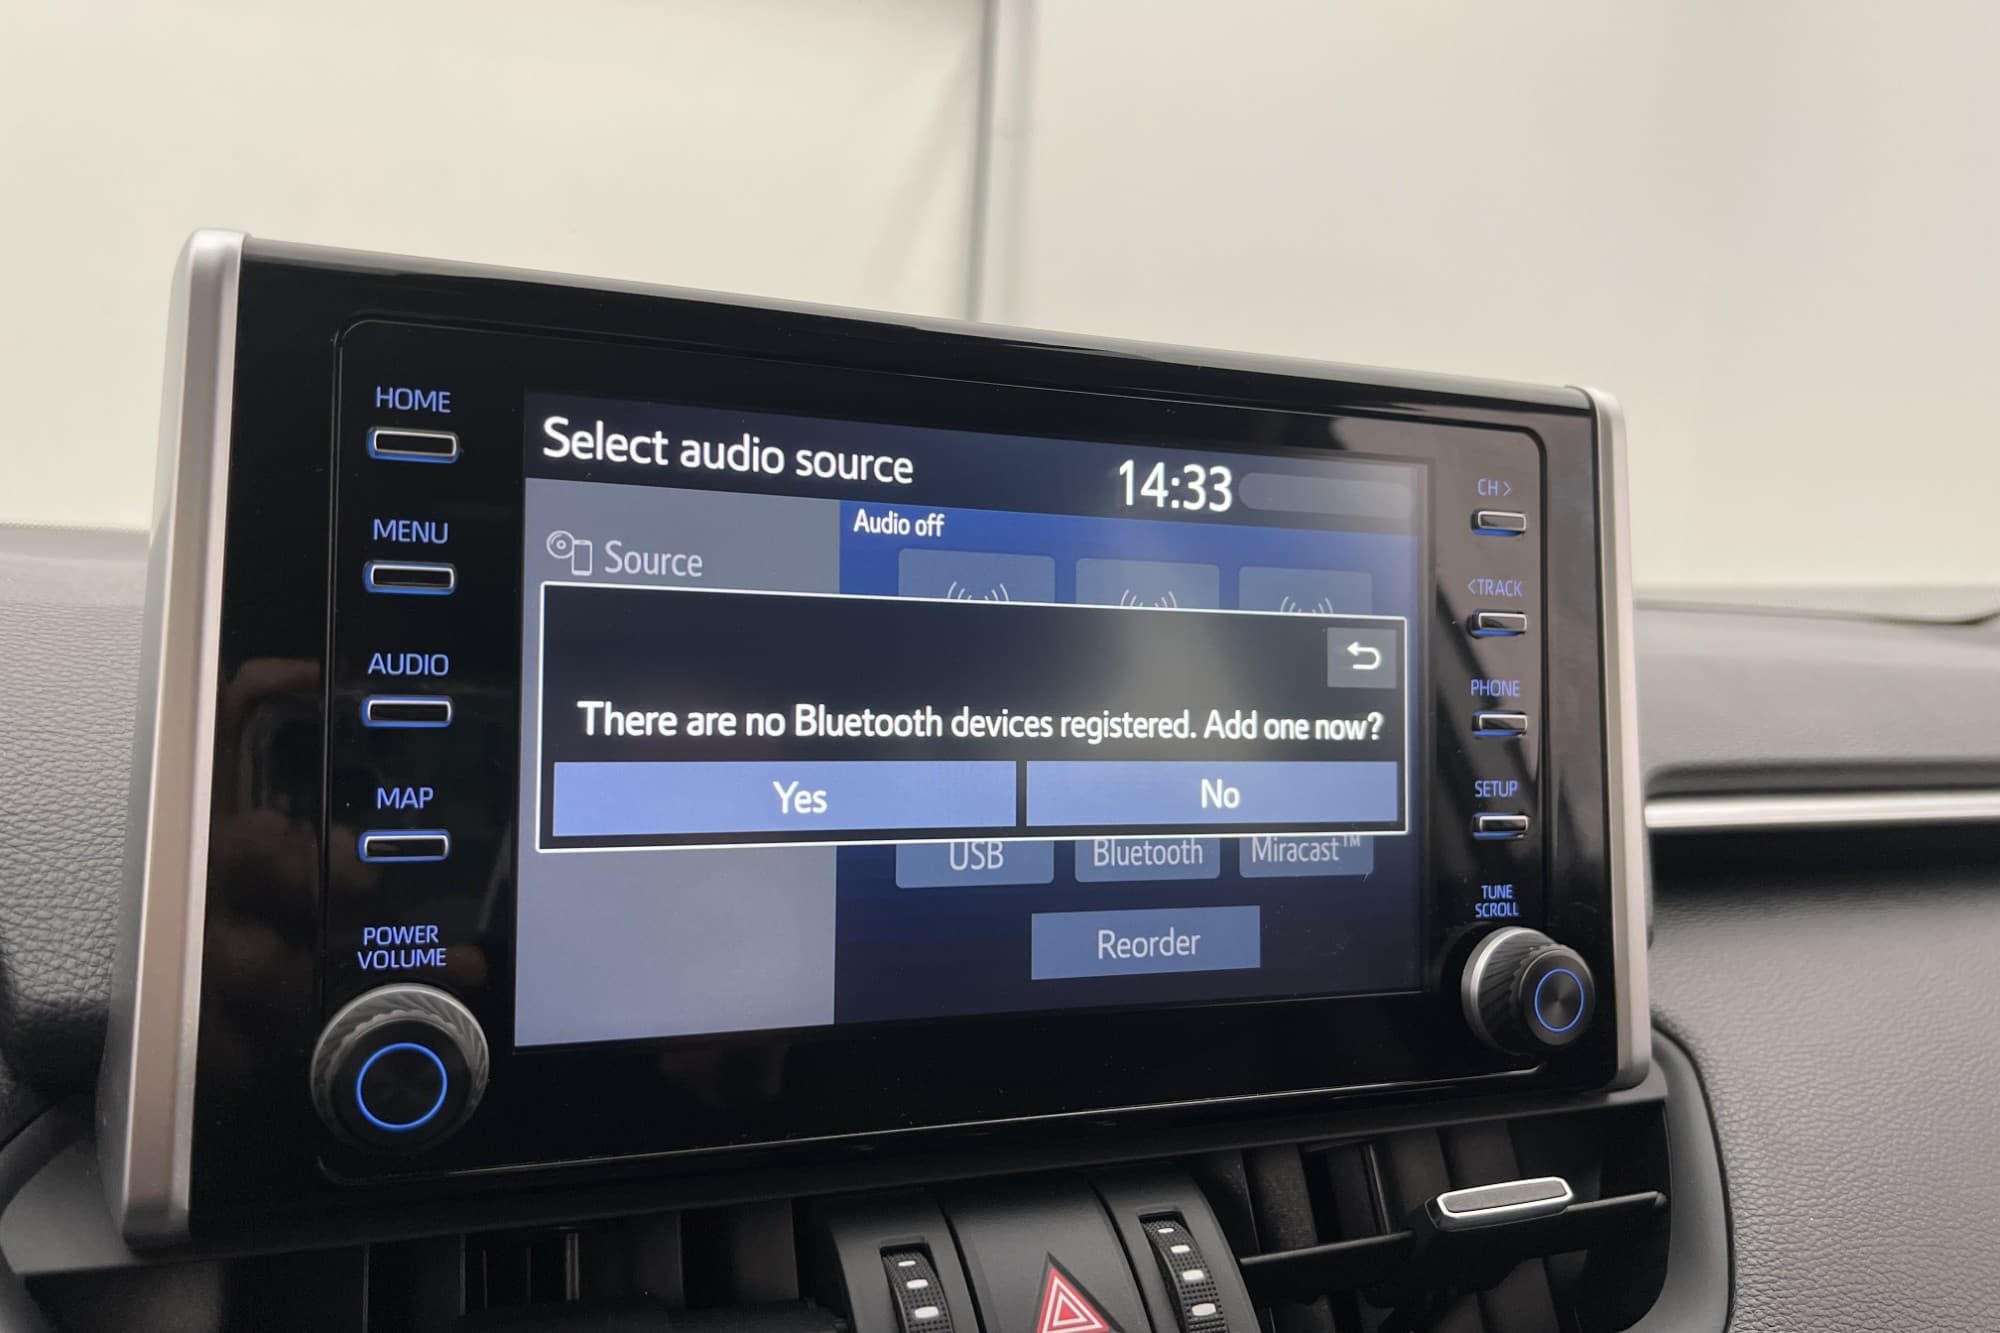 HOME
MENU
AUDIO
MAP
POWER
VOLUME
Select audio source
14:33
Source
Audio off
There are no Bluetooth devices registered. Add one now?
Yes
No
USB
Bluetooth
Miracast™
Reorder
CH>
<TRACK
PHONE
SETUP
TUNE
SCROLL